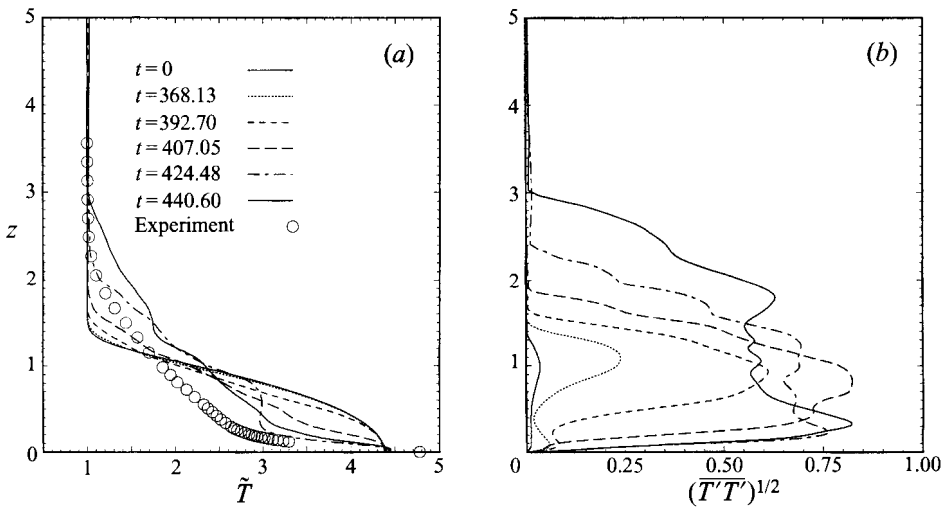 (a)
(b)
5
4
3
2
1
0
z
t = 0
t = 368.13
t = 392.70
t = 407.05
t = 424.48
t = 440.60
Experiment
1 2 3 4 5
T̃
5
4
3
2
1
0
0 0.25 0.50 0.75 1.00
(T′T′)1/2